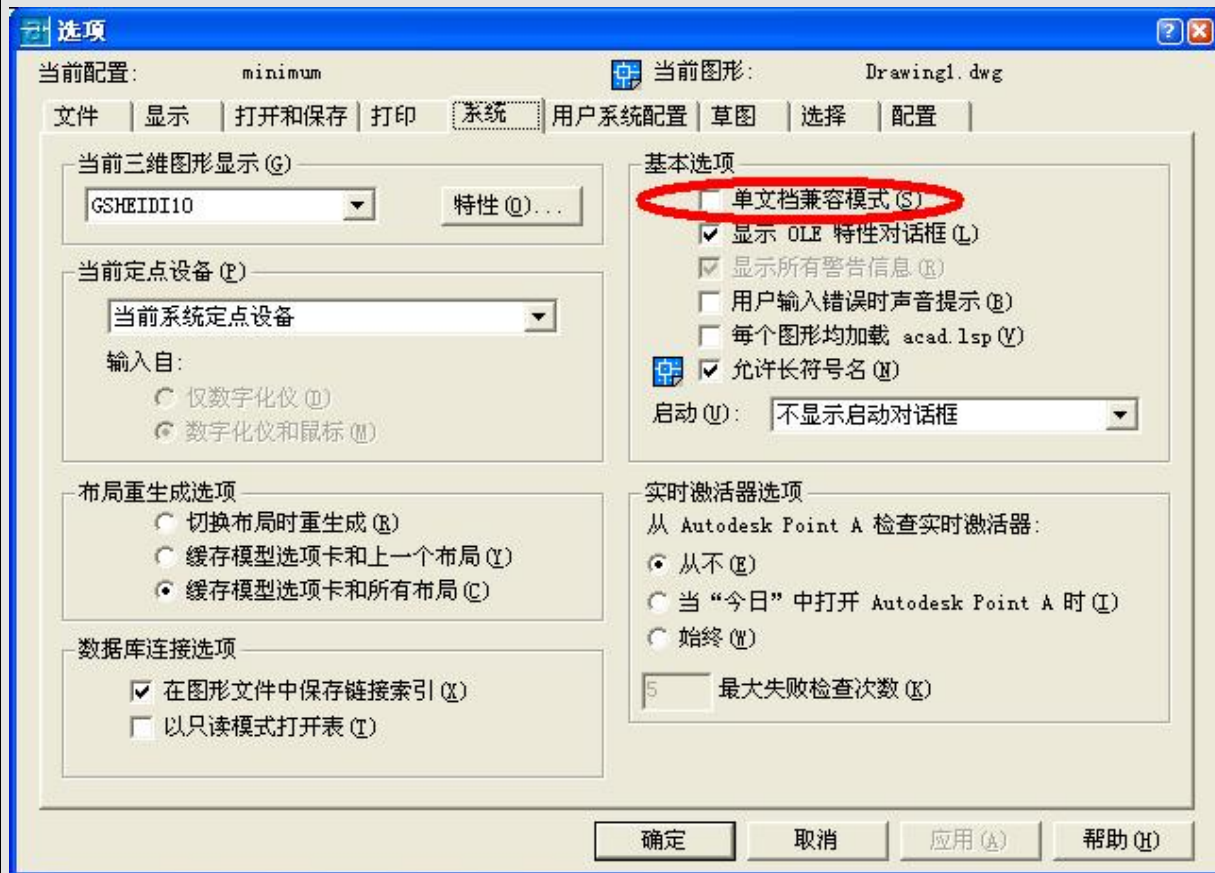 选项
当前配置: minimum 当前图形: Drawing1.dwg
文件 显示 打开和保存 打印 系统 用户系统配置 草图 选择 配置
当前三维图形显示(G)
GSHEIDI10 特性(O)...
当前定点设备(P)
当前系统定点设备
输入自:
仅数字化仪(D)
数字化仪和鼠标(M)
布局重生成选项
切换布局时重生成(R)
缓存模型选项卡和上一个布局(Y)
缓存模型选项卡和所有布局(C)
数据库连接选项
在图形文件中保存链接索引(X)
以只读模式打开表(T)
基本选项
单文档兼容模式(S)
显示 OLE 特性对话框(L)
显示所有警告信息(R)
用户输入错误时声音提示(B)
每个图形均加载 acad.lsp(V)
允许长符号名(N)
启动(U): 不显示启动对话框
实时激活器选项
从 Autodesk Point A 检查实时激活器:
从不(E)
当“今日”中打开 Autodesk Point A 时(I)
始终(W)
5 最大失败检查次数(K)
确定 取消 应用(A) 帮助(H)